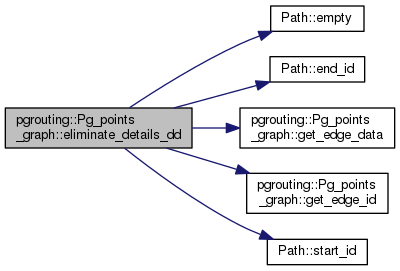 Path::empty
Path::end_id
pgrouting::Pg_points
_graph::eliminate_details_dd
pgrouting::Pg_points
_graph::get_edge_data
pgrouting::Pg_points
_graph::get_edge_id
Path::start_id